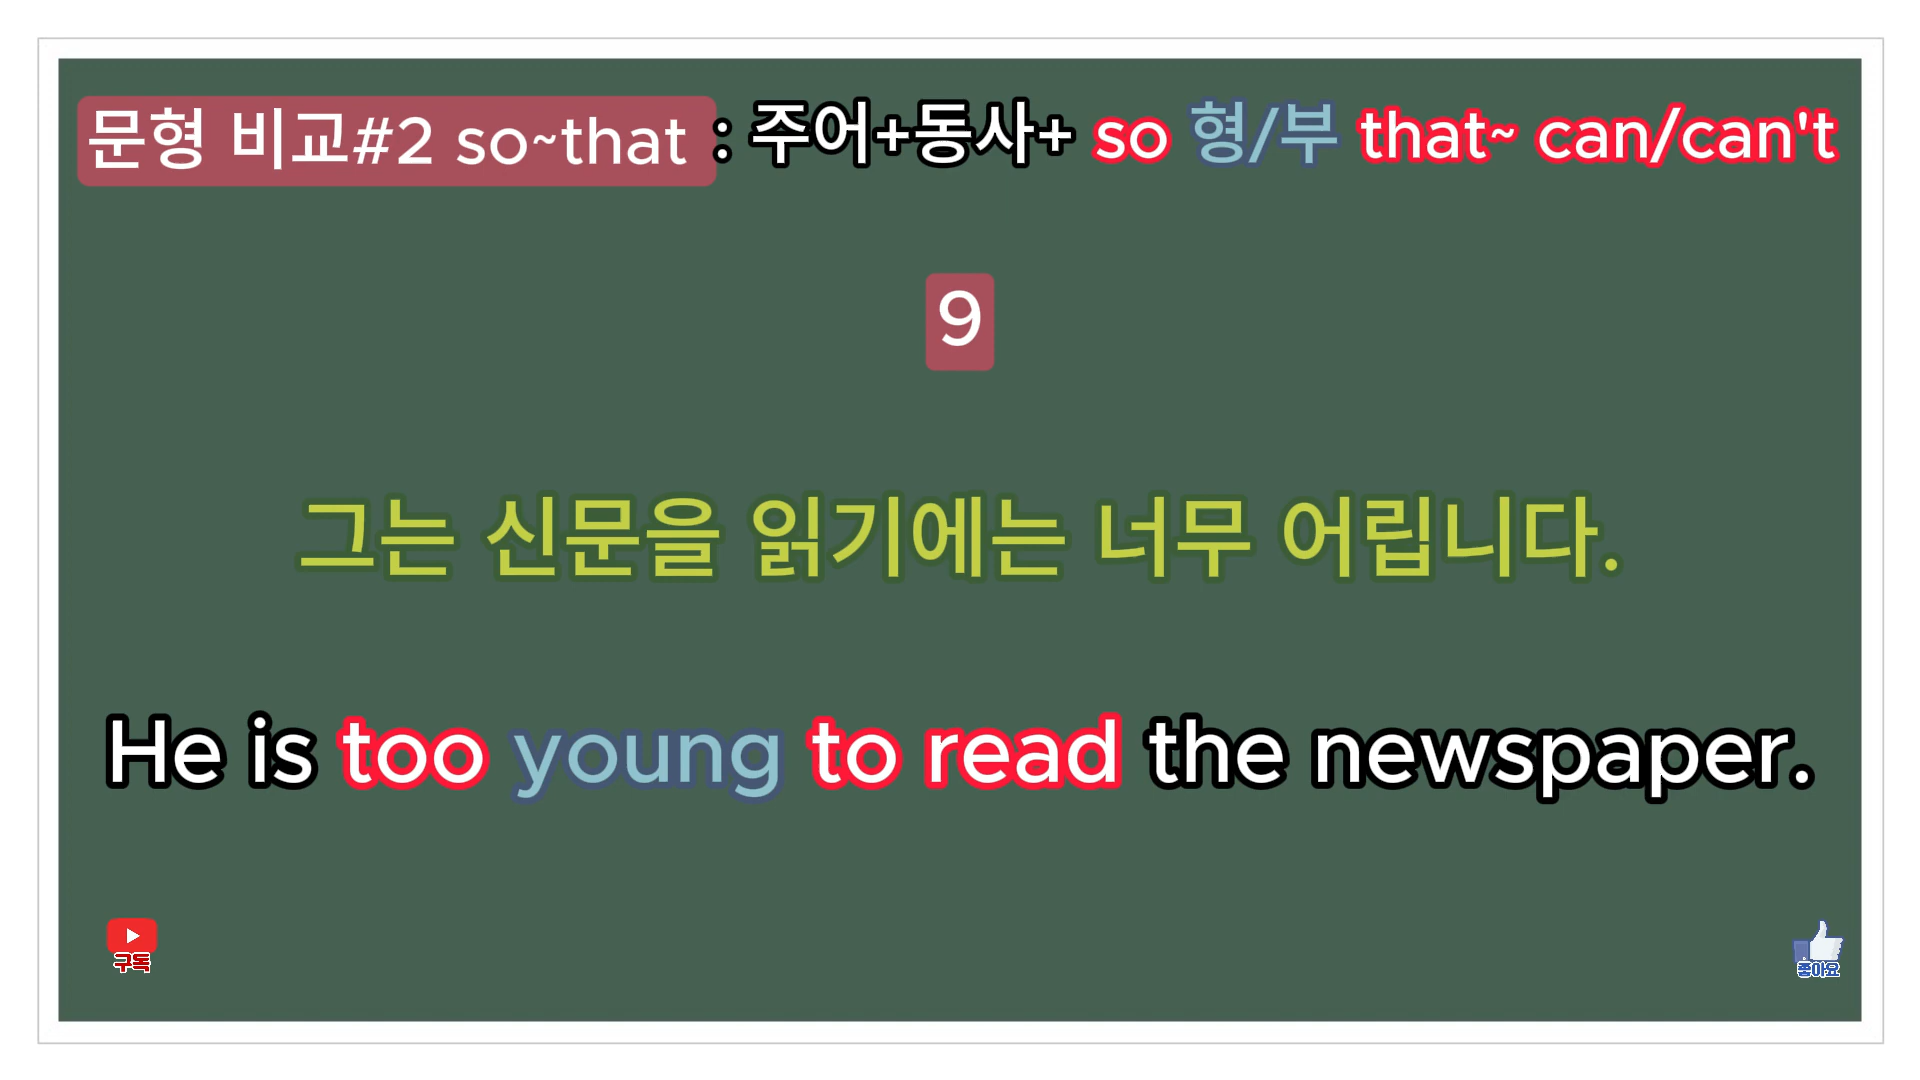 문형 비교#2 so~that : 주어+동사+ so 형/부 that~ can/can't
9
그는 신문을 읽기에는 너무 어립니다.
He is too young to read the newspaper.
구독
좋아요